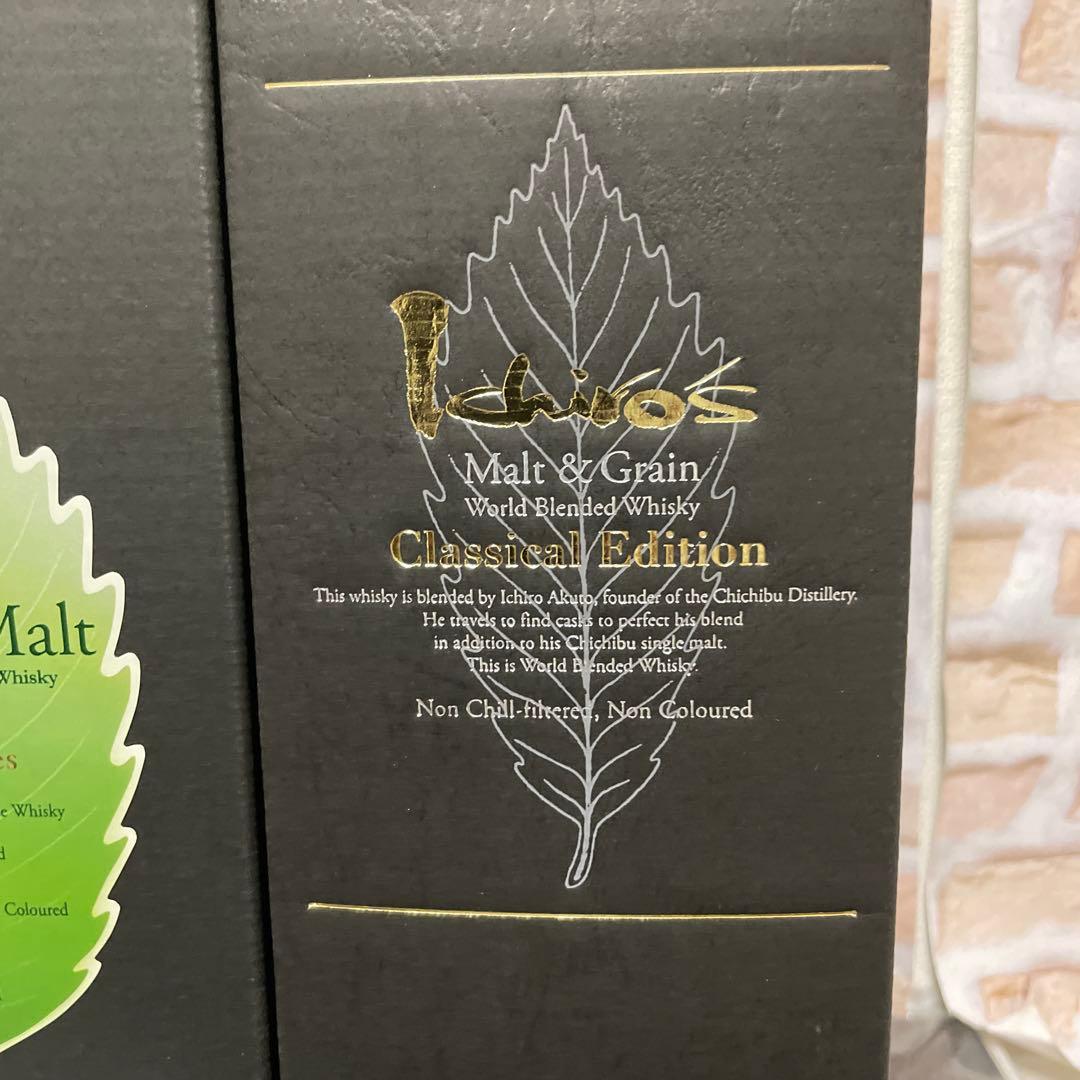 Malt
Whisky
es
e Whisky
d
Coloured
Ichiro's
Malt & Grain
World Blended Whisky
Classical Edition
This whisky is blended by Ichiro Akuto, founder of the Chichibu Distillery.
He travels to find casks to perfect his blend
in addition to his Chichibu single malt.
This is World Blended Whisky.
Non Chill-filtered, Non Coloured